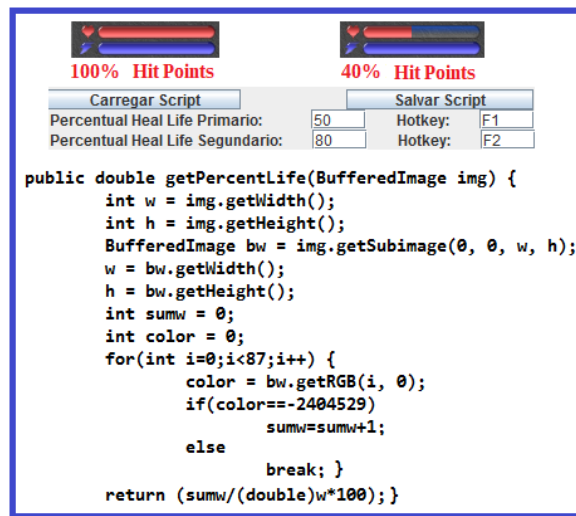 100% Hit Points 40% Hit Points
Carregar Script Salvar Script
Percentual Heal Life Primario: 50 Hotkey: F1
Percentual Heal Life Segundario: 80 Hotkey: F2
public double getPercentLife(BufferedImage img) {
int w = img.getWidth();
int h = img.getHeight();
BufferedImage bw = img.getSubimage(0, 0, w, h);
w = bw.getWidth();
h = bw.getHeight();
int sumw = 0;
int color = 0;
for(int i=0;i<87;i++) {
color = bw.getRGB(i, 0);
if(color==-2404529)
sumw=sumw+1;
else
break; }
return (sumw/(double)w*100);}